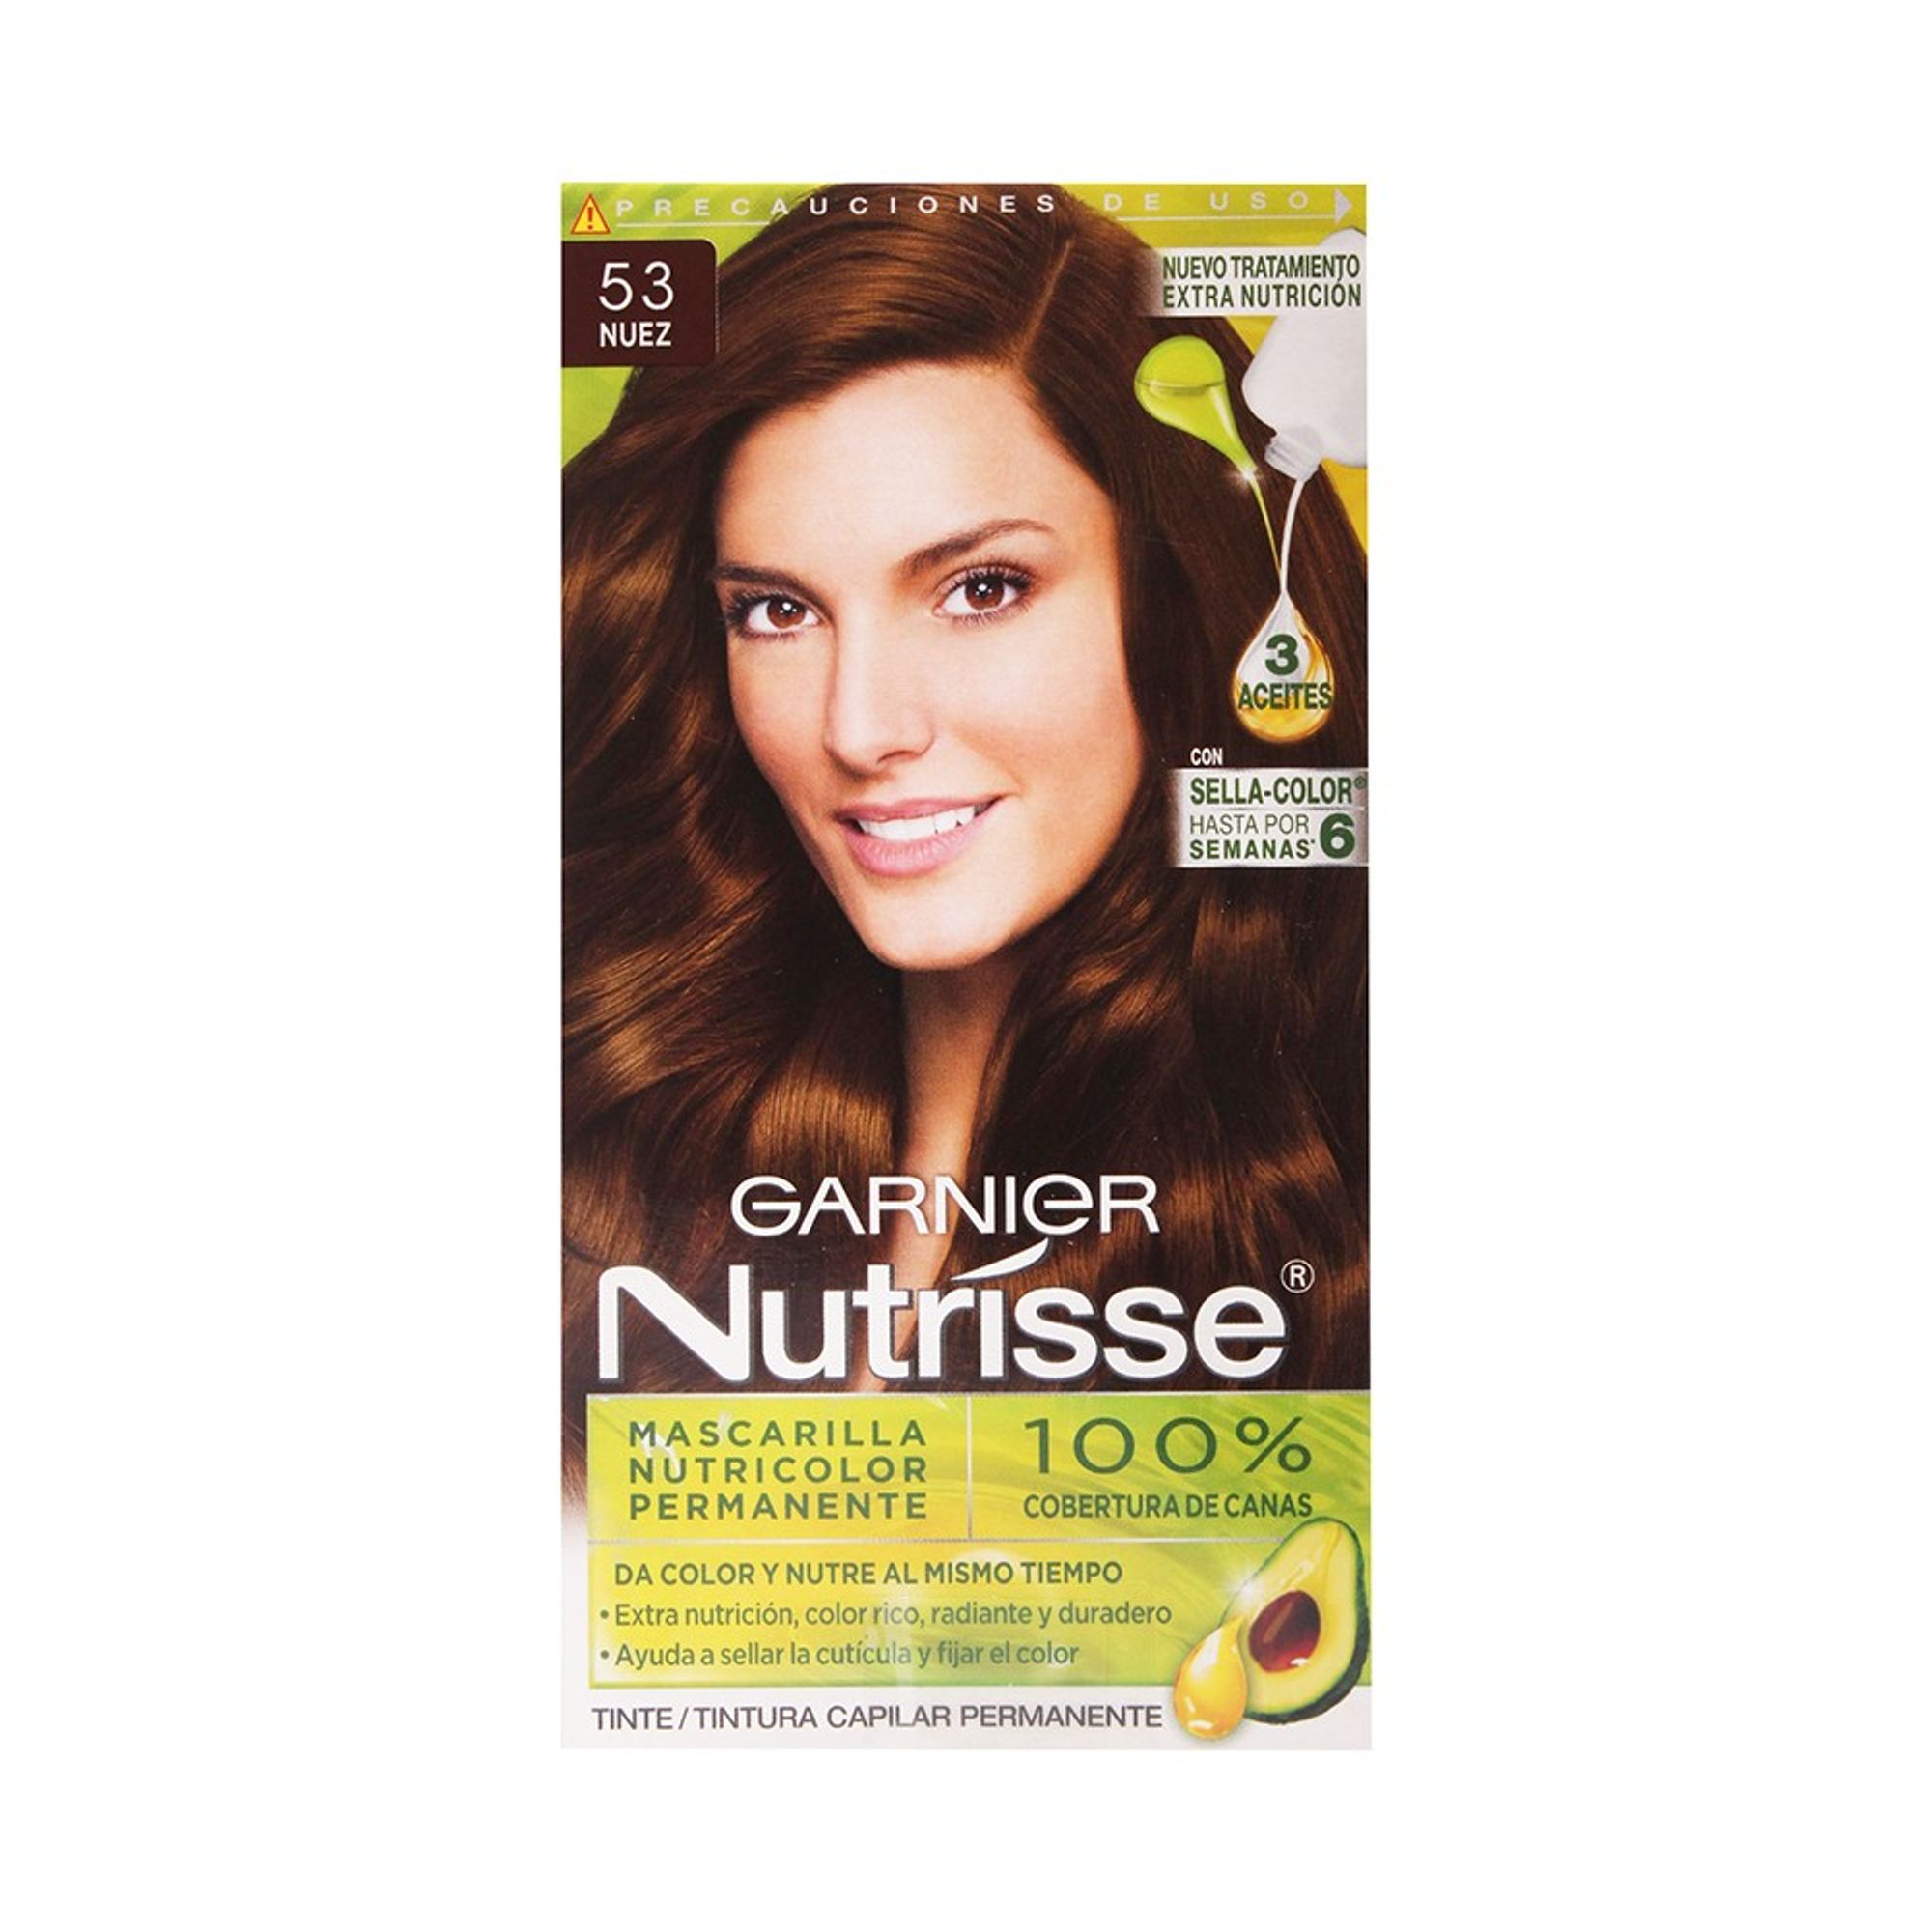 PRECAUCIONES DE USO
53
NUEZ
NUEVO TRATAMIENTO
EXTRA NUTRICIÓN
3
ACEITES
CON
SELLA-COLOR®
HASTA POR 6
SEMANAS*
GARNIER
Nutrisse®
MASCARILLA
NUTRICOLOR
PERMANENTE
100%
COBERTURA DE CANAS
DA COLOR Y NUTRE AL MISMO TIEMPO
• Extra nutrición, color rico, radiante y duradero
• Ayuda a sellar la cutícula y fijar el color
TINTE / TINTURA CAPILAR PERMANENTE